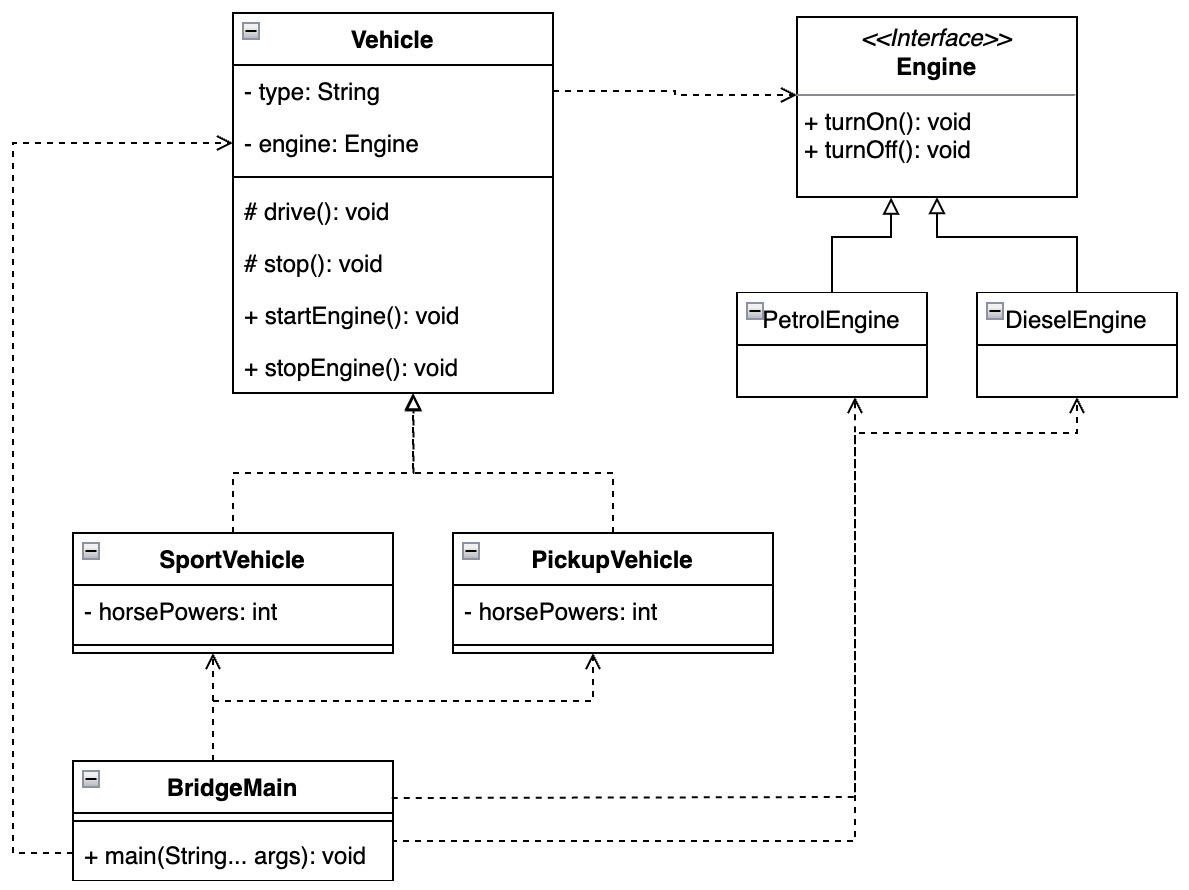 Vehicle
- type: String
- engine: Engine
# drive(): void
# stop(): void
+ startEngine(): void
+ stopEngine(): void
<<Interface>>
Engine
+ turnOn(): void
+ turnOff(): void
PetrolEngine
DieselEngine
SportVehicle
- horsePowers: int
PickupVehicle
- horsePowers: int
BridgeMain
+ main(String... args): void